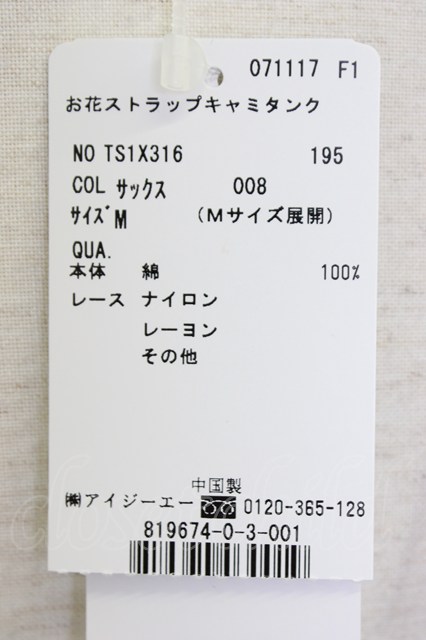 071117 F1
お花ストラップキャミタンク
NO TS1X316 195
COL サックス 008
サイズ M （Mサイズ展開）
QUA.
本体 綿 100%
レース ナイロン
レーヨン
その他
中国製
㈱アイジーエー 0120-365-128
819674-0-3-001